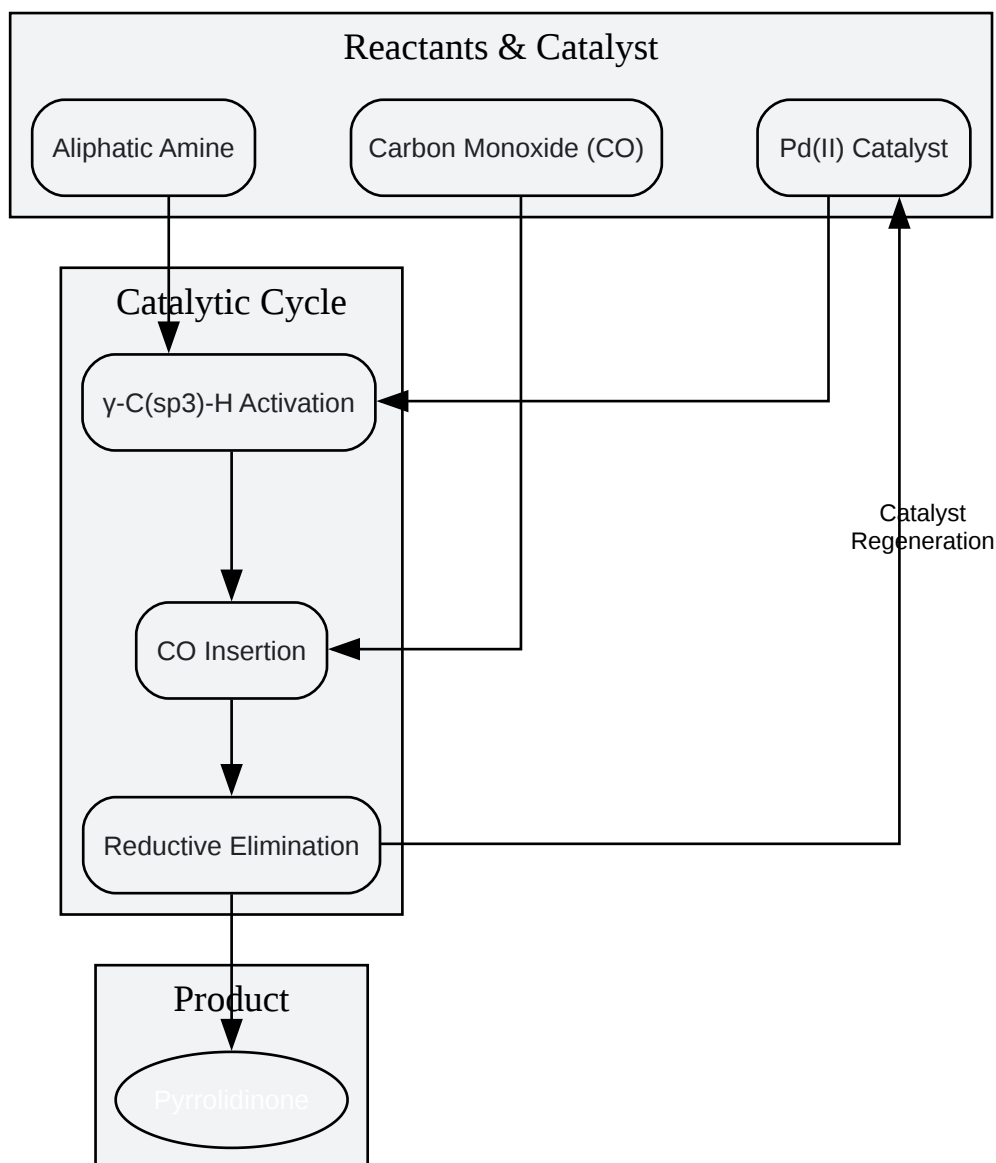 Reactants & Catalyst
Aliphatic Amine
Carbon Monoxide (CO)
Pd(II) Catalyst
Catalytic Cycle
γ-C(sp3)-H Activation
Catalyst
Regeneration
CO Insertion
Reductive Elimination
Product
Pyrrolidinone